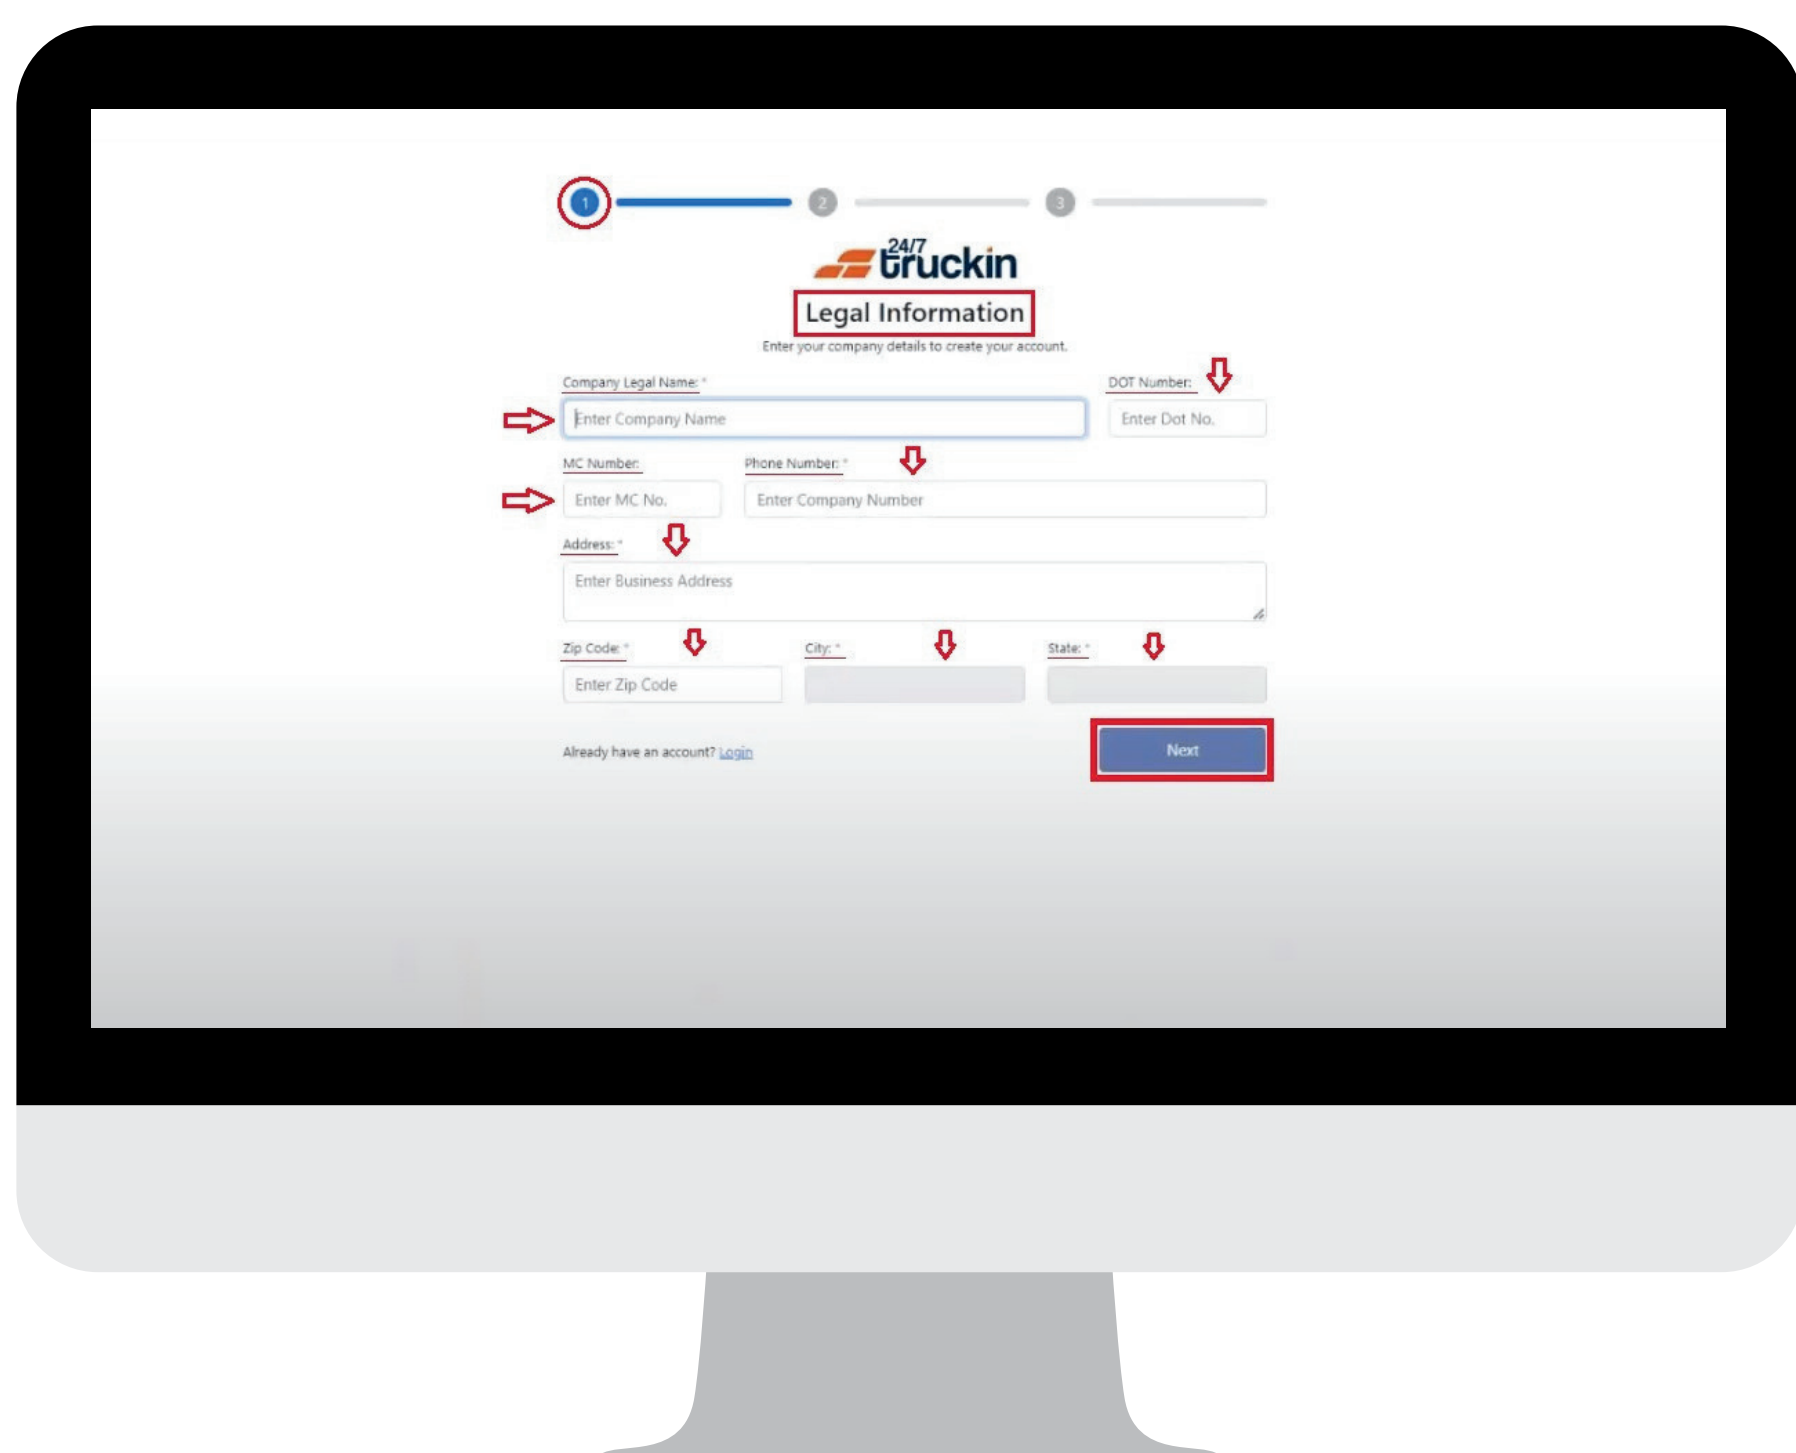 1 2 3
24/7
truckin
Legal Information
Enter your company details to create your account.
Company Legal Name: * DOT Number:
Enter Company Name Enter Dot No.
MC Number: Phone Number: *
Enter MC No. Enter Company Number
Address: *
Enter Business Address
Zip Code: * City: * State: *
Enter Zip Code
Already have an account? Login Next